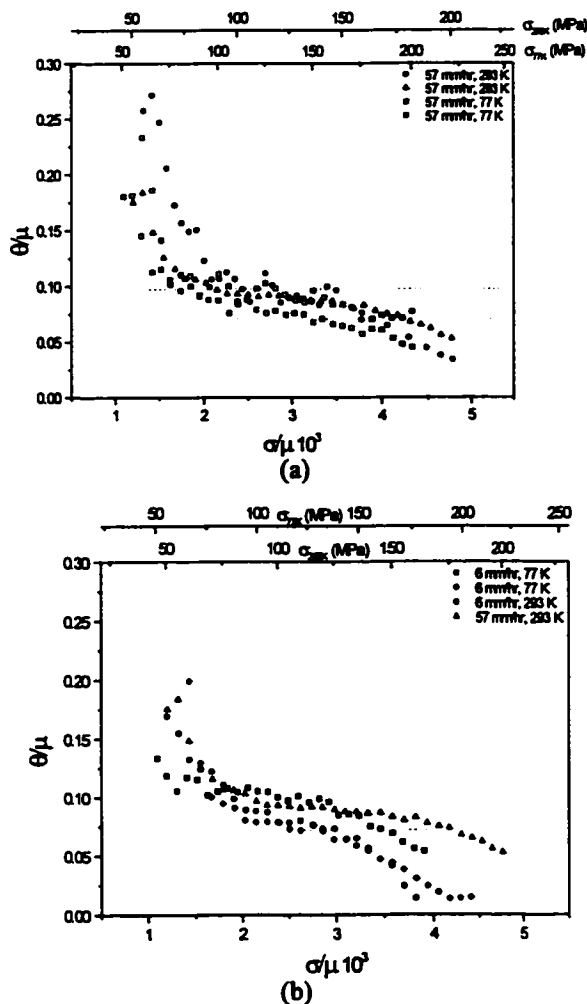 50 100 150 200 σ293K (MPa)
50 100 150 200 250 σ77K (MPa)
0.30
57 mm/hr, 293 K
57 mm/hr, 293 K
57 mm/hr, 77 K
57 mm/hr, 77 K
0.25
0.20
θ/μ
0.15
0.10
0.05
0.00
1 2 3 4 5
σ/μ 10³
(a)
50 100 σ77K (MPa) 150 200 250
50 100 150 200
0.30
6 mm/hr, 77 K
6 mm/hr, 77 K
6 mm/hr, 293 K
57 mm/hr, 293 K
0.25
0.20
θ/μ
0.15
0.10
0.05
0.00
1 2 3 4 5
σ/μ 10³
(b)